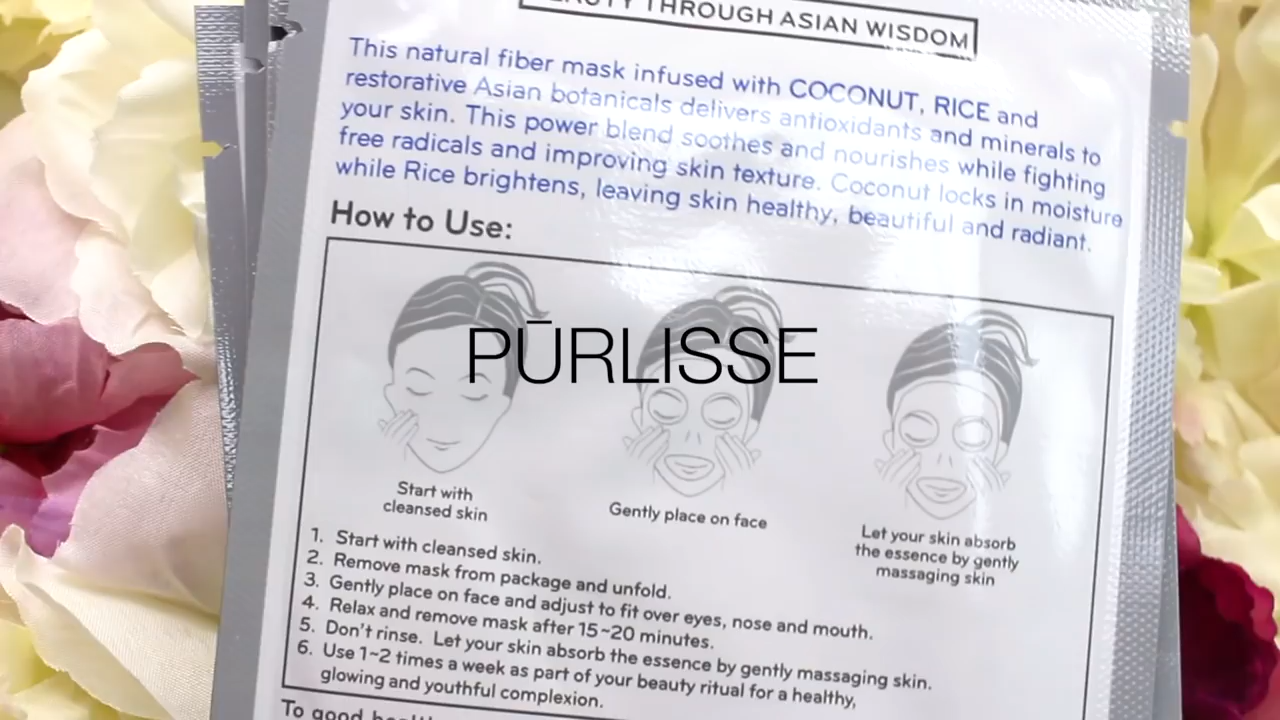 THROUGH ASIAN WISDOM
This natural fiber mask infused with COCONUT, RICE and
restorative Asian botanicals delivers antioxidants and minerals to
your skin. This power blend soothes and nourishes while fighting
free radicals and improving skin texture. Coconut locks in moisture
while Rice brightens, leaving skin healthy, beautiful and radiant.
How to Use:
PŪRLISSE
Start with
cleansed skin
Gently place on face
Let your skin absorb
the essence by gently
massaging skin
1. Start with cleansed skin.
2. Remove mask from package and unfold.
3. Gently place on face and adjust to fit over eyes, nose and mouth.
4. Relax and remove mask after 15~20 minutes.
5. Don't rinse. Let your skin absorb the essence by gently massaging skin.
6. Use 1~2 times a week as part of your beauty ritual for a healthy,
glowing and youthful complexion.
To good